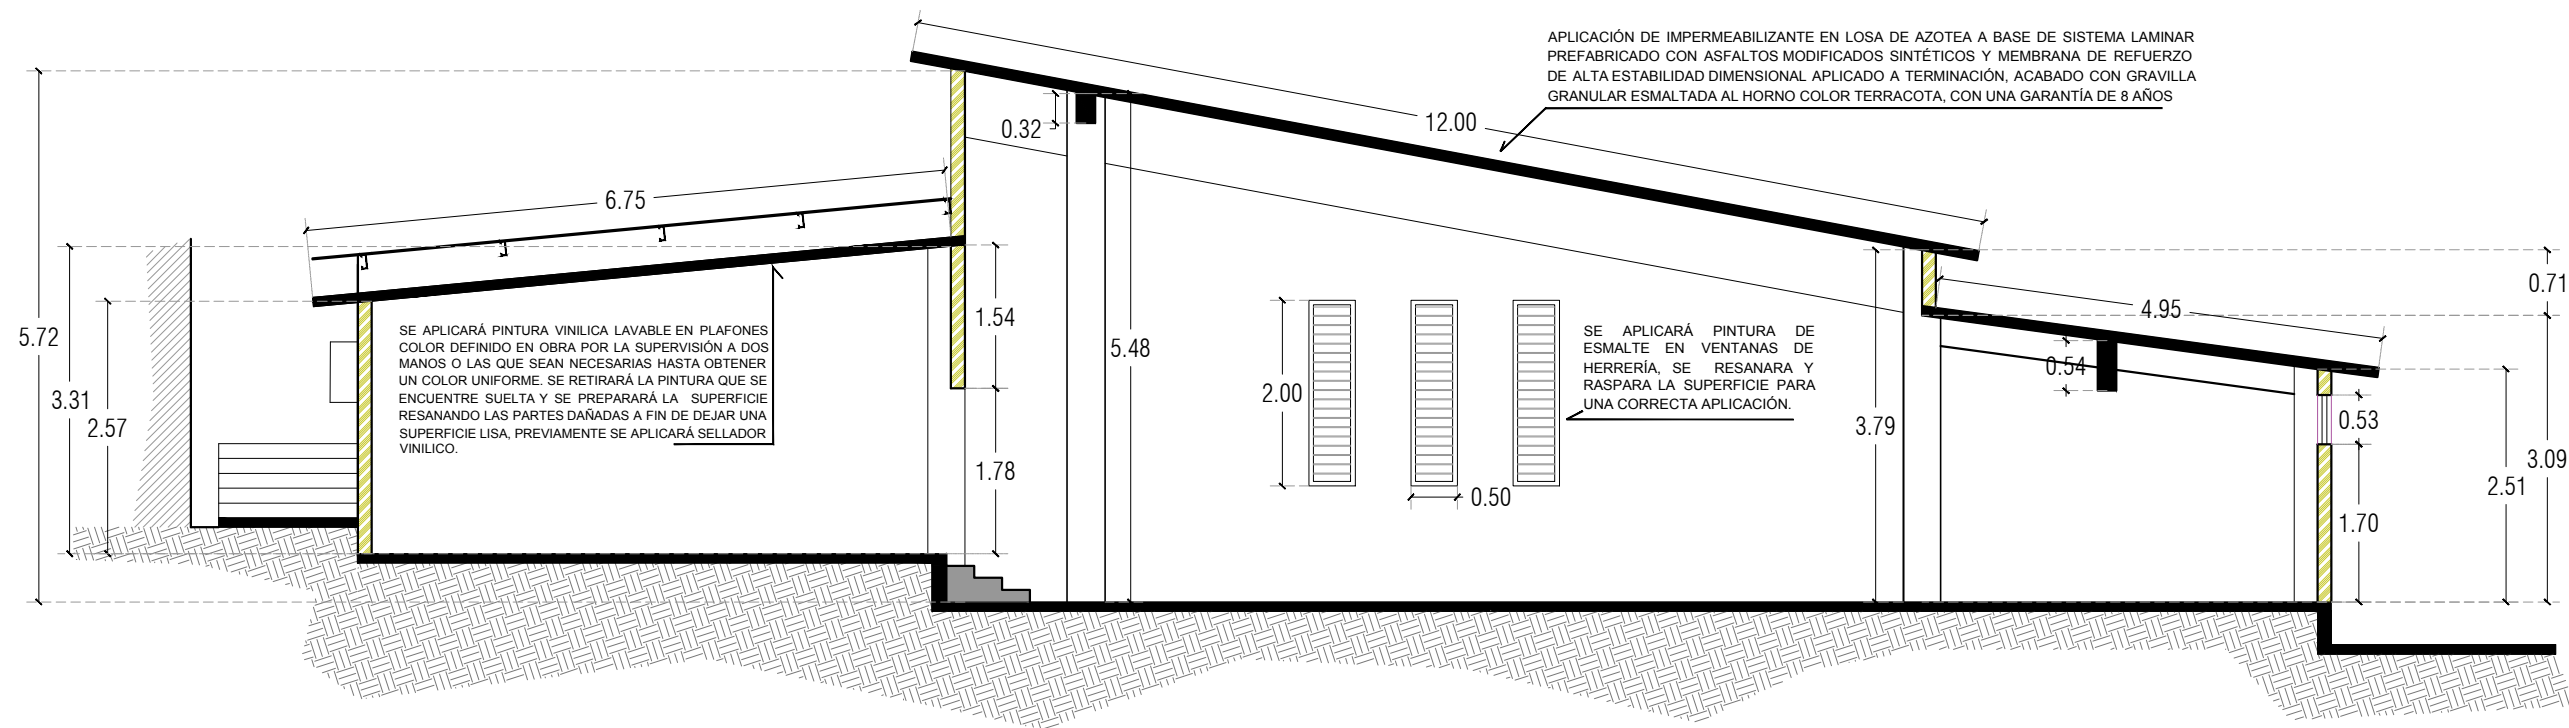 APLICACIÓN DE IMPERMEABILIZANTE EN LOSA DE AZOTEA A BASE DE SISTEMA LAMINAR
PREFABRICADO CON ASFALTOS MODIFICADOS SINTÉTICOS Y MEMBRANA DE REFUERZO
DE ALTA ESTABILIDAD DIMENSIONAL APLICADO A TERMINACIÓN, ACABADO CON GRAVILLA
GRANULAR ESMALTADA AL HORNO COLOR TERRACOTA, CON UNA GARANTÍA DE 8 AÑOS
12.00
0.32
6.75
0.71
4.95
1.54
5.72
5.48
SE APLICARÁ PINTURA VINILICA LAVABLE EN PLAFONES
COLOR DEFINIDO EN OBRA POR LA SUPERVISIÓN A DOS
MANOS O LAS QUE SEAN NECESARIAS HASTA OBTENER
UN COLOR UNIFORME. SE RETIRARÁ LA PINTURA QUE SE
ENCUENTRE SUELTA Y SE PREPARARÁ LA SUPERFICIE
RESANANDO LAS PARTES DAÑADAS A FIN DE DEJAR UNA
SUPERFICIE LISA, PREVIAMENTE SE APLICARÁ SELLADOR
VINILICO.
SE APLICARÁ PINTURA DE
ESMALTE EN VENTANAS DE
HERRERÍA, SE RESANARA Y
RASPARA LA SUPERFICIE PARA
UNA CORRECTA APLICACIÓN.
0.54
2.00
3.31
2.57
3.79
0.53
3.09
1.78
2.51
0.50
1.70